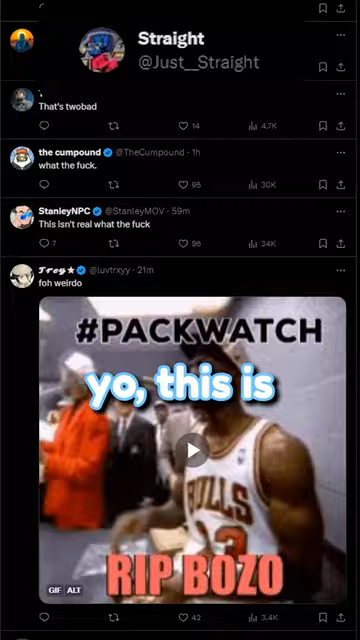 Straight
@Just__Straight
That's twobad
14
4.7K
the cumpound @TheCumpound · 1h
what the fuck.
95
30K
StanleyNPC @StanleyMOV · 59m
This isn't real what the fuck
7
96
34K
𝓣𝓻𝓮𝔂★ @luvtrxyy · 21m
foh weirdo
#PACKWATCH
yo, this is
BULLS
RIP BOZO
GIF ALT
42
3.4K